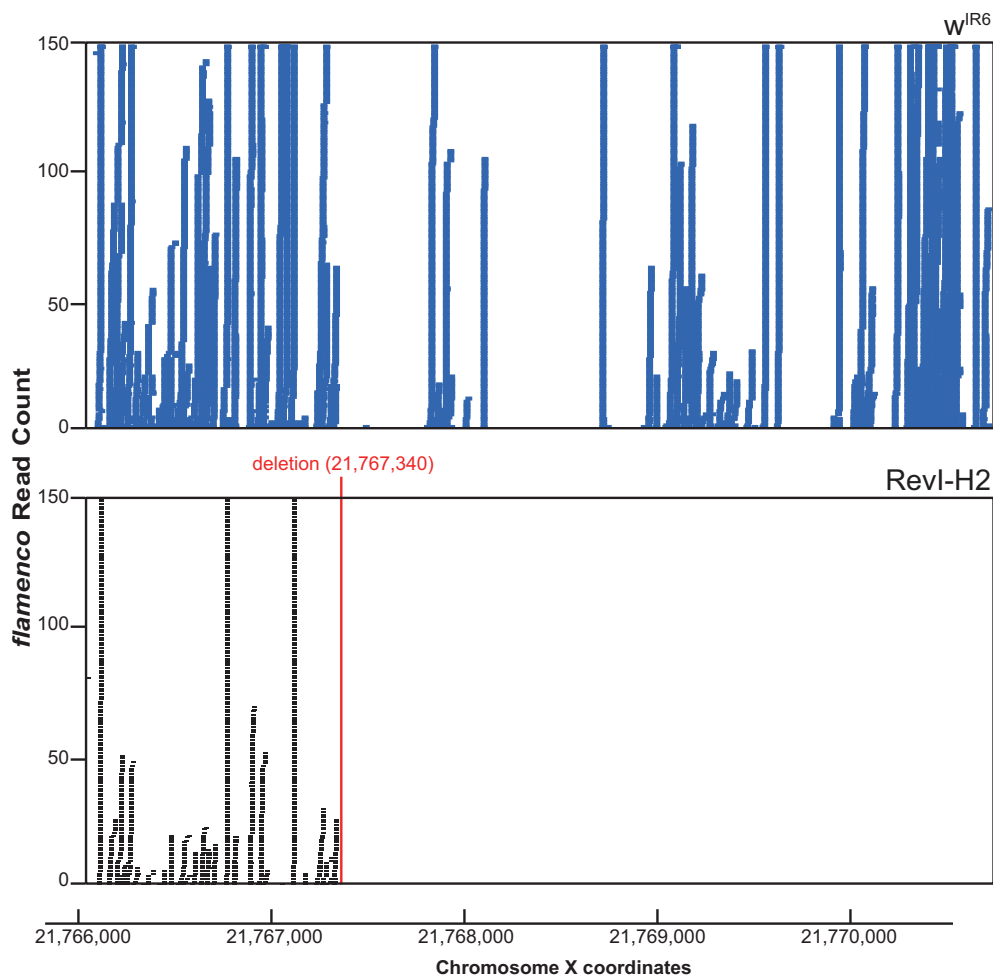 w^IR6
150
100
50
0
flamenco Read Count
deletion (21,767,340)
RevI-H2
150
100
50
0
21,766,000 21,767,000 21,768,000 21,769,000 21,770,000
Chromosome X coordinates